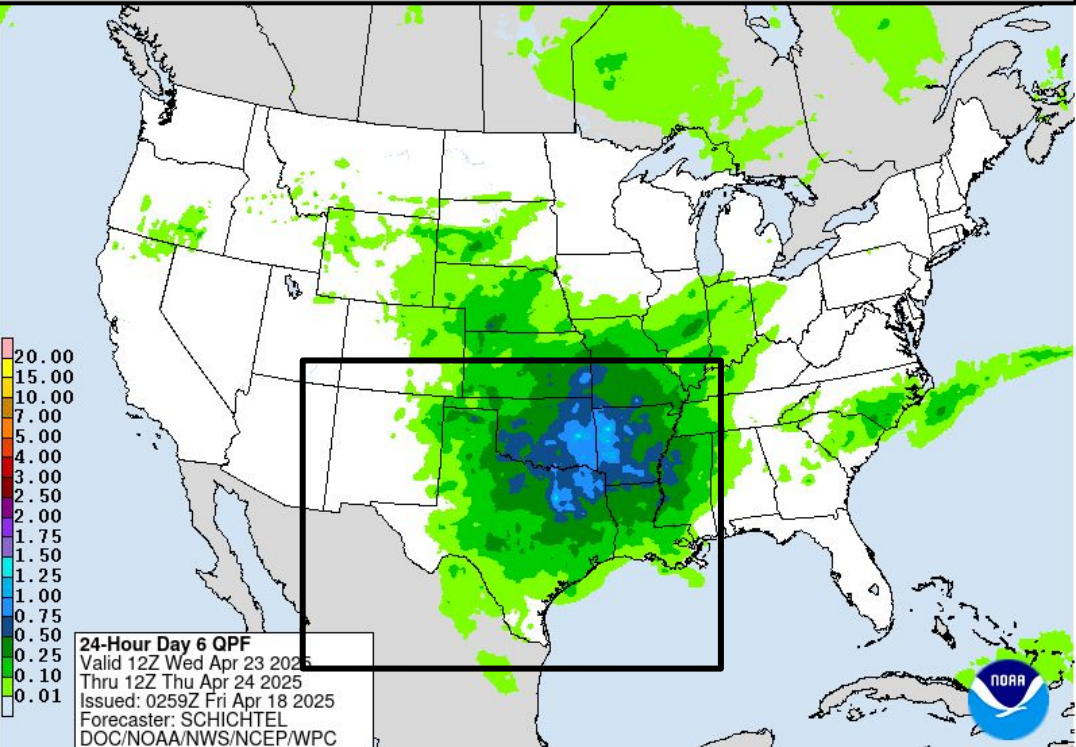 20.00
15.00
10.00
7.00
5.00
4.00
3.00
2.50
2.00
1.75
1.50
1.25
1.00
0.75
0.50
0.25
0.10
0.01
24-Hour Day 6 QPF
Valid 12Z Wed Apr 23 2025
Thru 12Z Thu Apr 24 2025
Issued: 0259Z Fri Apr 18 2025
Forecaster: SCHICHTEL
DOC/NOAA/NWS/NCEP/WPC
NOAA